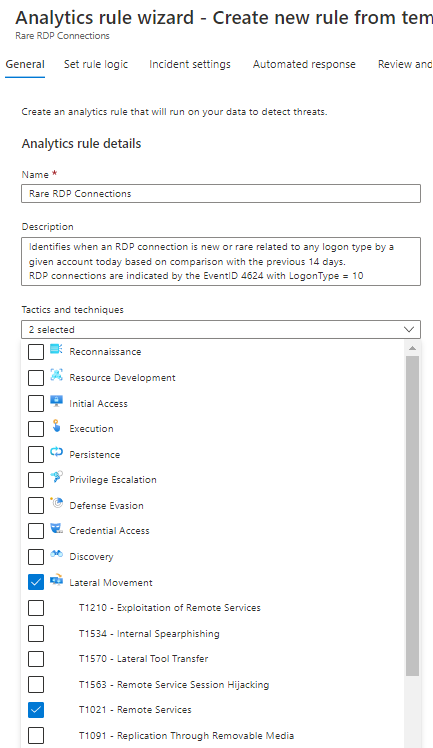 Analytics rule wizard - Create new rule from tem
Rare RDP Connections
General Set rule logic Incident settings Automated response Review and
Create an analytics rule that will run on your data to detect threats.
Analytics rule details
Name *
Rare RDP Connections
Description
Identifies when an RDP connection is new or rare related to any logon type by a
given account today based on comparison with the previous 14 days.
RDP connections are indicated by the EventID 4624 with LogonType = 10
Tactics and techniques
2 selected
Reconnaissance
Resource Development
Initial Access
Execution
Persistence
Privilege Escalation
Defense Evasion
Credential Access
Discovery
Lateral Movement
T1210 - Exploitation of Remote Services
T1534 - Internal Spearphishing
T1570 - Lateral Tool Transfer
T1563 - Remote Service Session Hijacking
T1021 - Remote Services
T1091 - Replication Through Removable Media